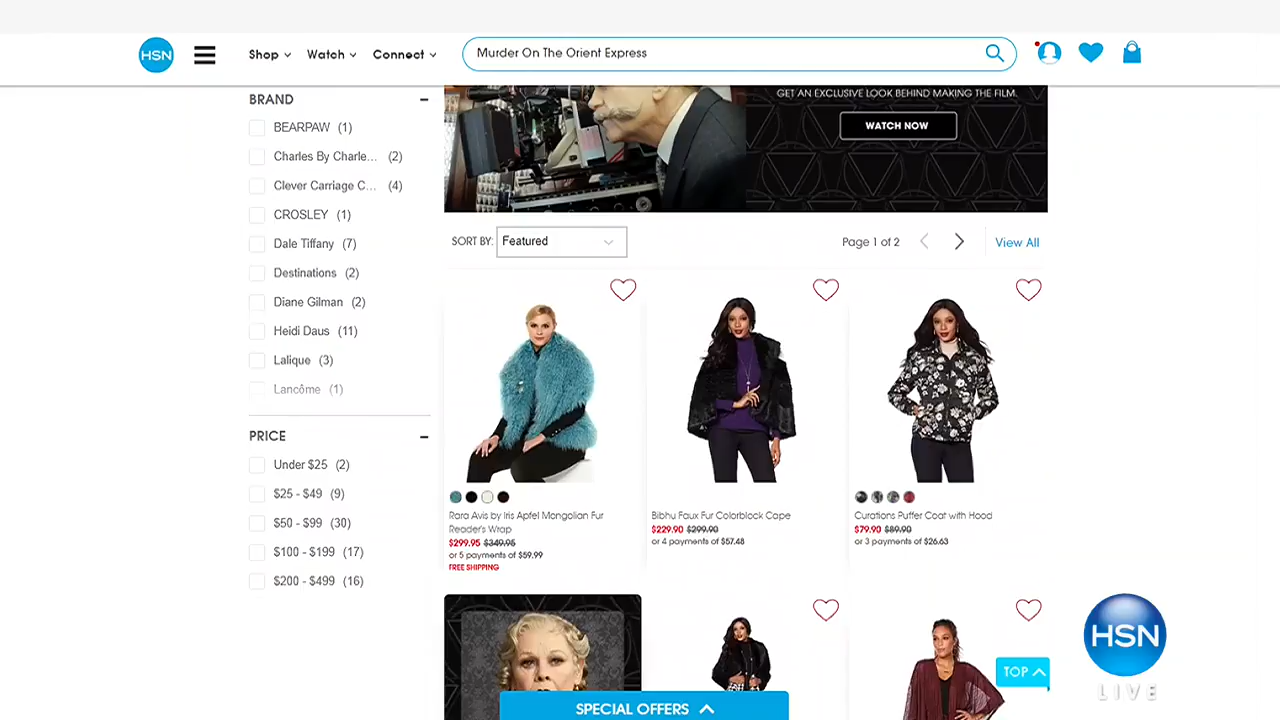 HSN
Shop
Watch
Connect
Murder On The Orient Express
BRAND
BEARPAW (1)
Charles By Charle... (2)
Clever Carriage C... (4)
CROSLEY (1)
Dale Tiffany (7)
Destinations (2)
Diane Gilman (2)
Heidi Daus (11)
Lalique (3)
Lancôme (1)
PRICE
Under $25 (2)
$25 - $49 (9)
$50 - $99 (30)
$100 - $199 (17)
$200 - $499 (16)
GET AN EXCLUSIVE LOOK BEHIND MAKING THE FILM.
WATCH NOW
SORT BY: Featured
Page 1 of 2
View All
Rara Avis by Iris Apfel Mongolian Fur
Reader's Wrap
$299.95 $349.95
or 5 payments of $59.99
FREE SHIPPING
Bibhu Faux Fur Colorblock Cape
$229.90 $299.90
or 4 payments of $57.48
Curations Puffer Coat with Hood
$79.90 $89.90
or 3 payments of $26.63
TOP
SPECIAL OFFERS
HSN
LIVE